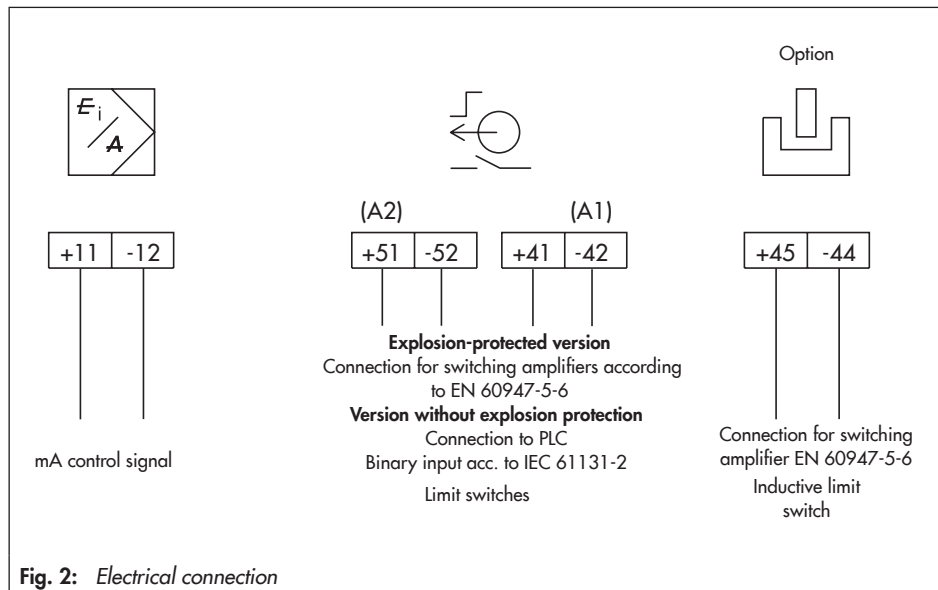 Option
E i
A
(A2)
(A1)
+11 -12
+51 -52
+41 -42
+45 -44
Explosion-protected version
Connection for switching amplifiers according
to EN 60947-5-6
Version without explosion protection
Connection to PLC
Binary input acc. to IEC 61131-2
Limit switches
mA control signal
Connection for switching
amplifier EN 60947-5-6
Inductive limit
switch
Fig. 2: Electrical connection